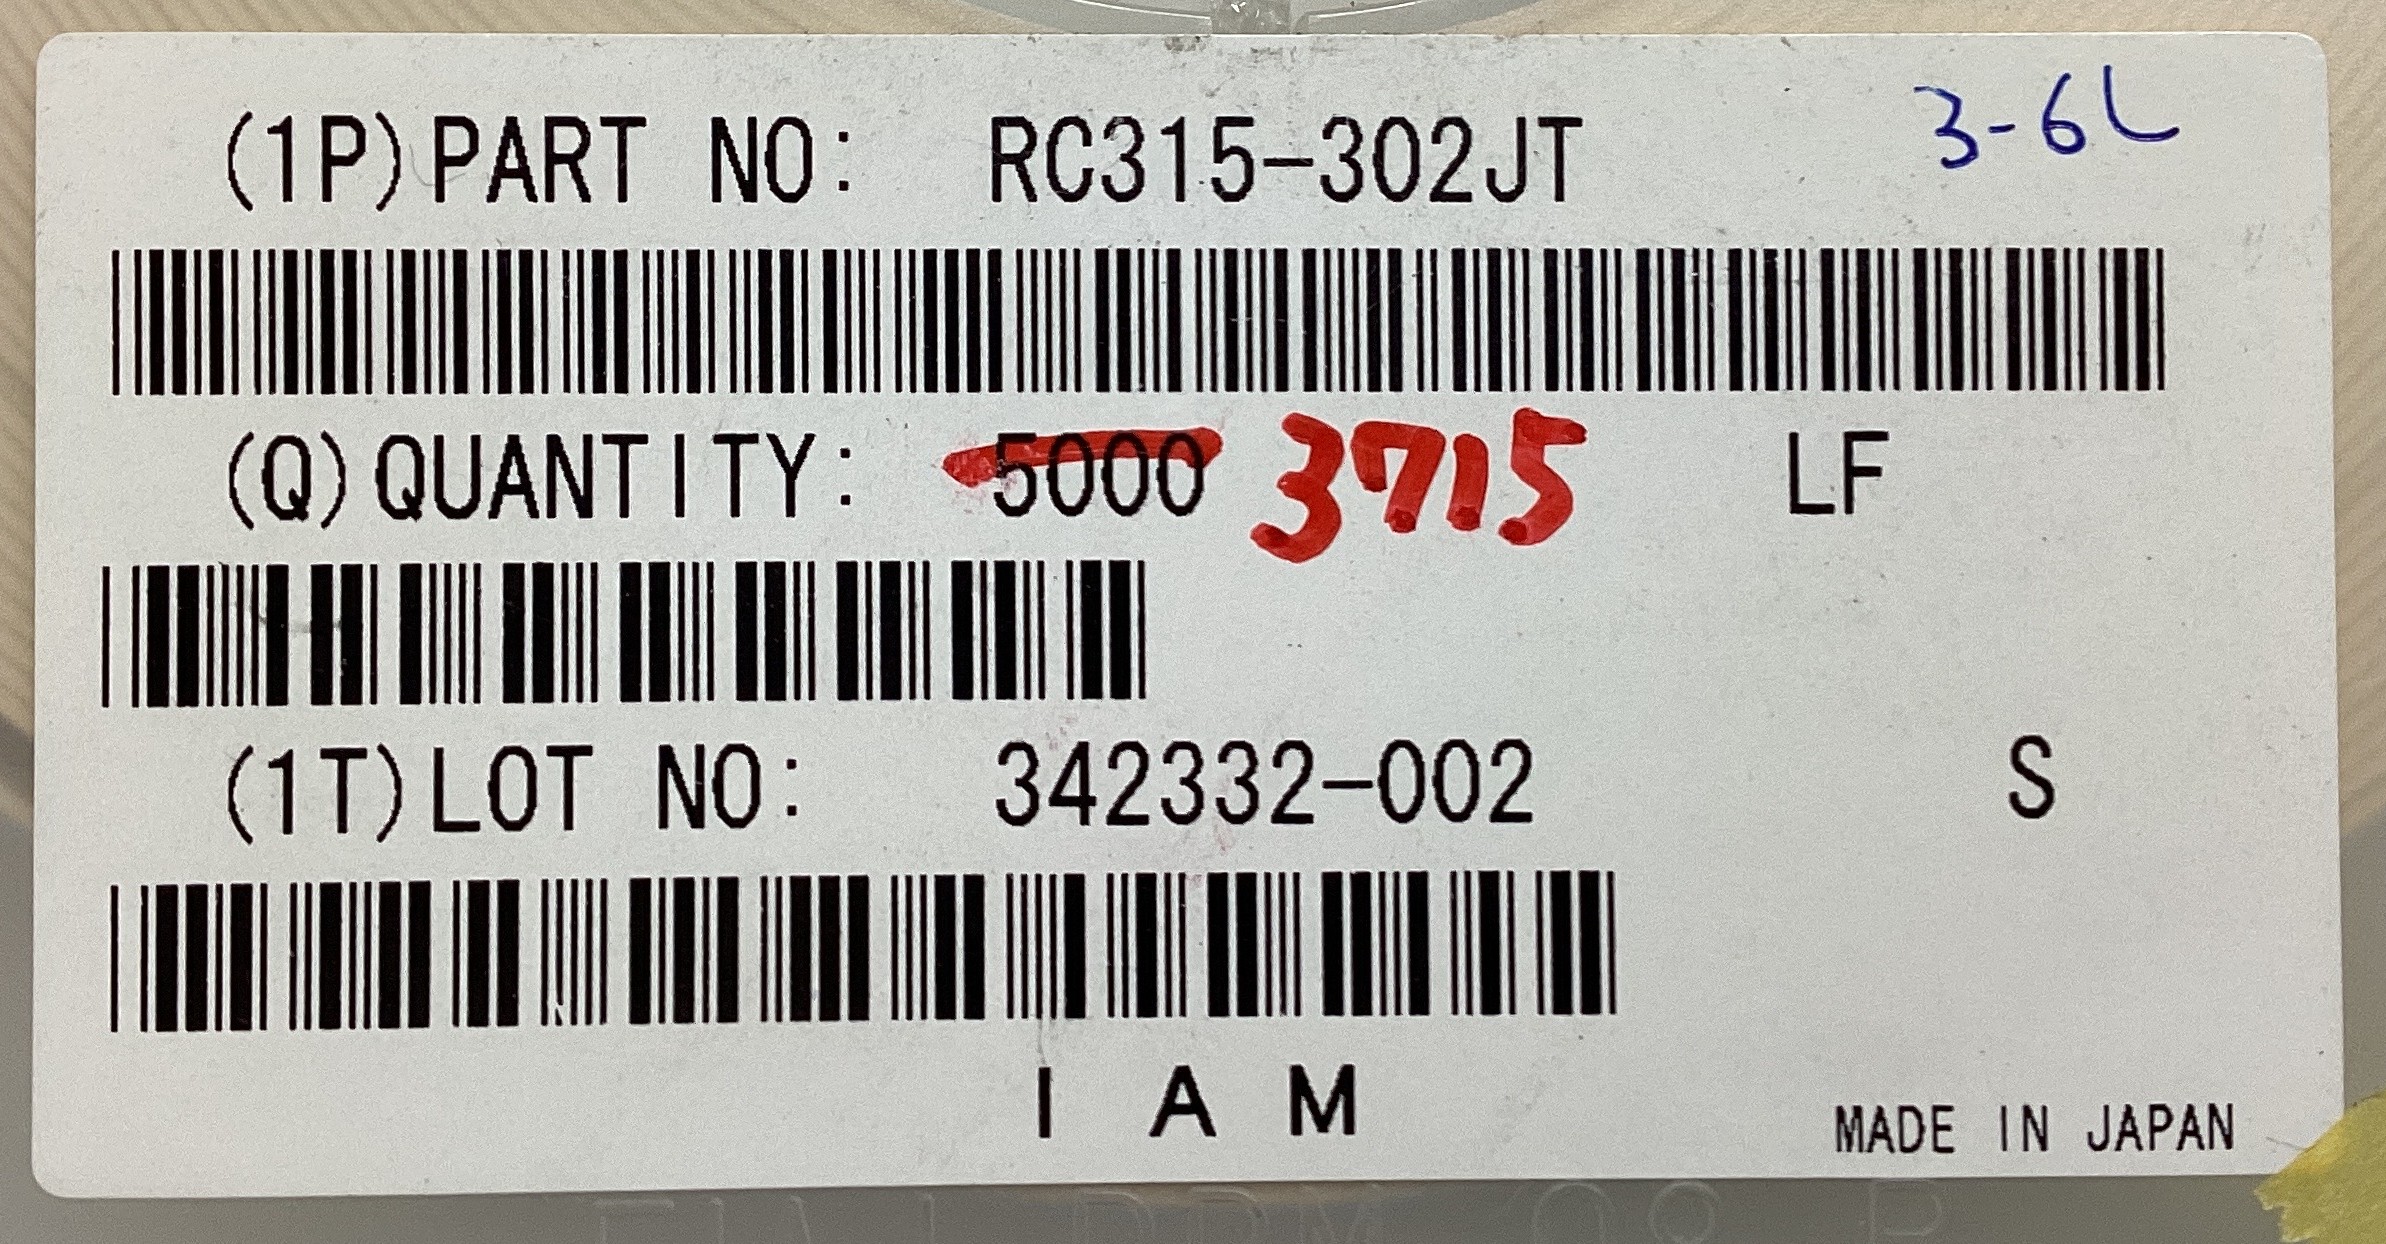 (1P)PART NO: RC315-302JT 3-6L
(Q)QUANTITY: 5000 3715 LF
(1T)LOT NO: 342332-002 S
I A M
MADE IN JAPAN